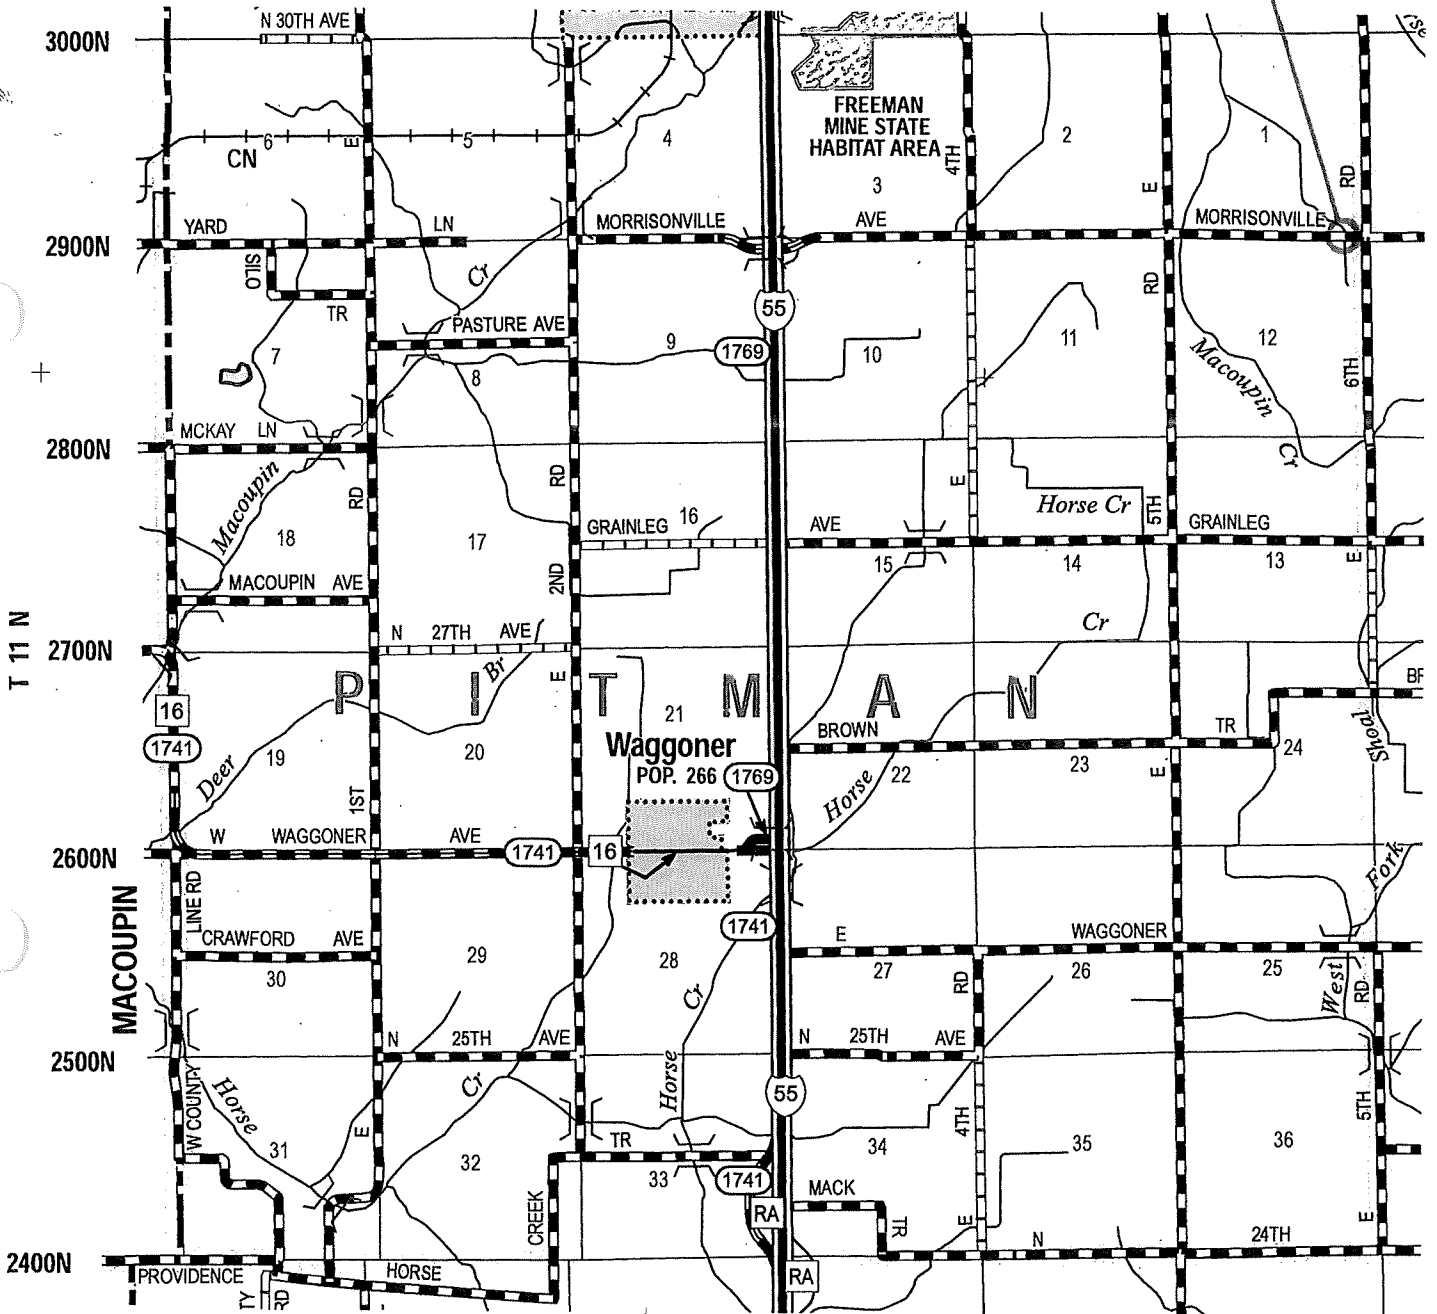 N 30TH AVE
3000N
FREEMAN
MINE STATE
HABITAT AREA
6
5
4
3
2
1
CN
E
4TH
E
RD
YARD
LN
MORRISONVILLE
AVE
MORRISONVILLE
2900N
SILO
Cr
TR
55
RD
PASTURE AVE
7
8
9
1769
10
11
12
Macoupin
6TH
MCKAY LN
2800N
Cr
Macoupin
RD
RD
E
Horse Cr
5TH
18
17
GRAINLEG
16
AVE
GRAINLEG
15
14
13
E
MACOUPIN AVE
2ND
T 11 N
N 27TH AVE
Cr
2700N
Br
E
P I T M A N
16
21
BROWN
TR
1741
Waggoner
POP. 266
1769
Deer
19
20
22
23
24
Shoal
E
1ST
Horse
W WAGGONER AVE
1741
16
2600N
Fork
MACOUPIN
LINE RD
CRAWFORD AVE
1741
E
WAGGONER
30
29
28
27
26
25
RD
West
RD
Cr
N 25TH AVE
N 25TH AVE
2500N
Horse
Cr
Horse
55
W COUNTY
E
4TH
5TH
31
32
TR
33
34
35
36
1741
MACK
RA
CREEK
TR
E
E
N
24TH
2400N
PROVIDENCE
HORSE
RA
TY
RD